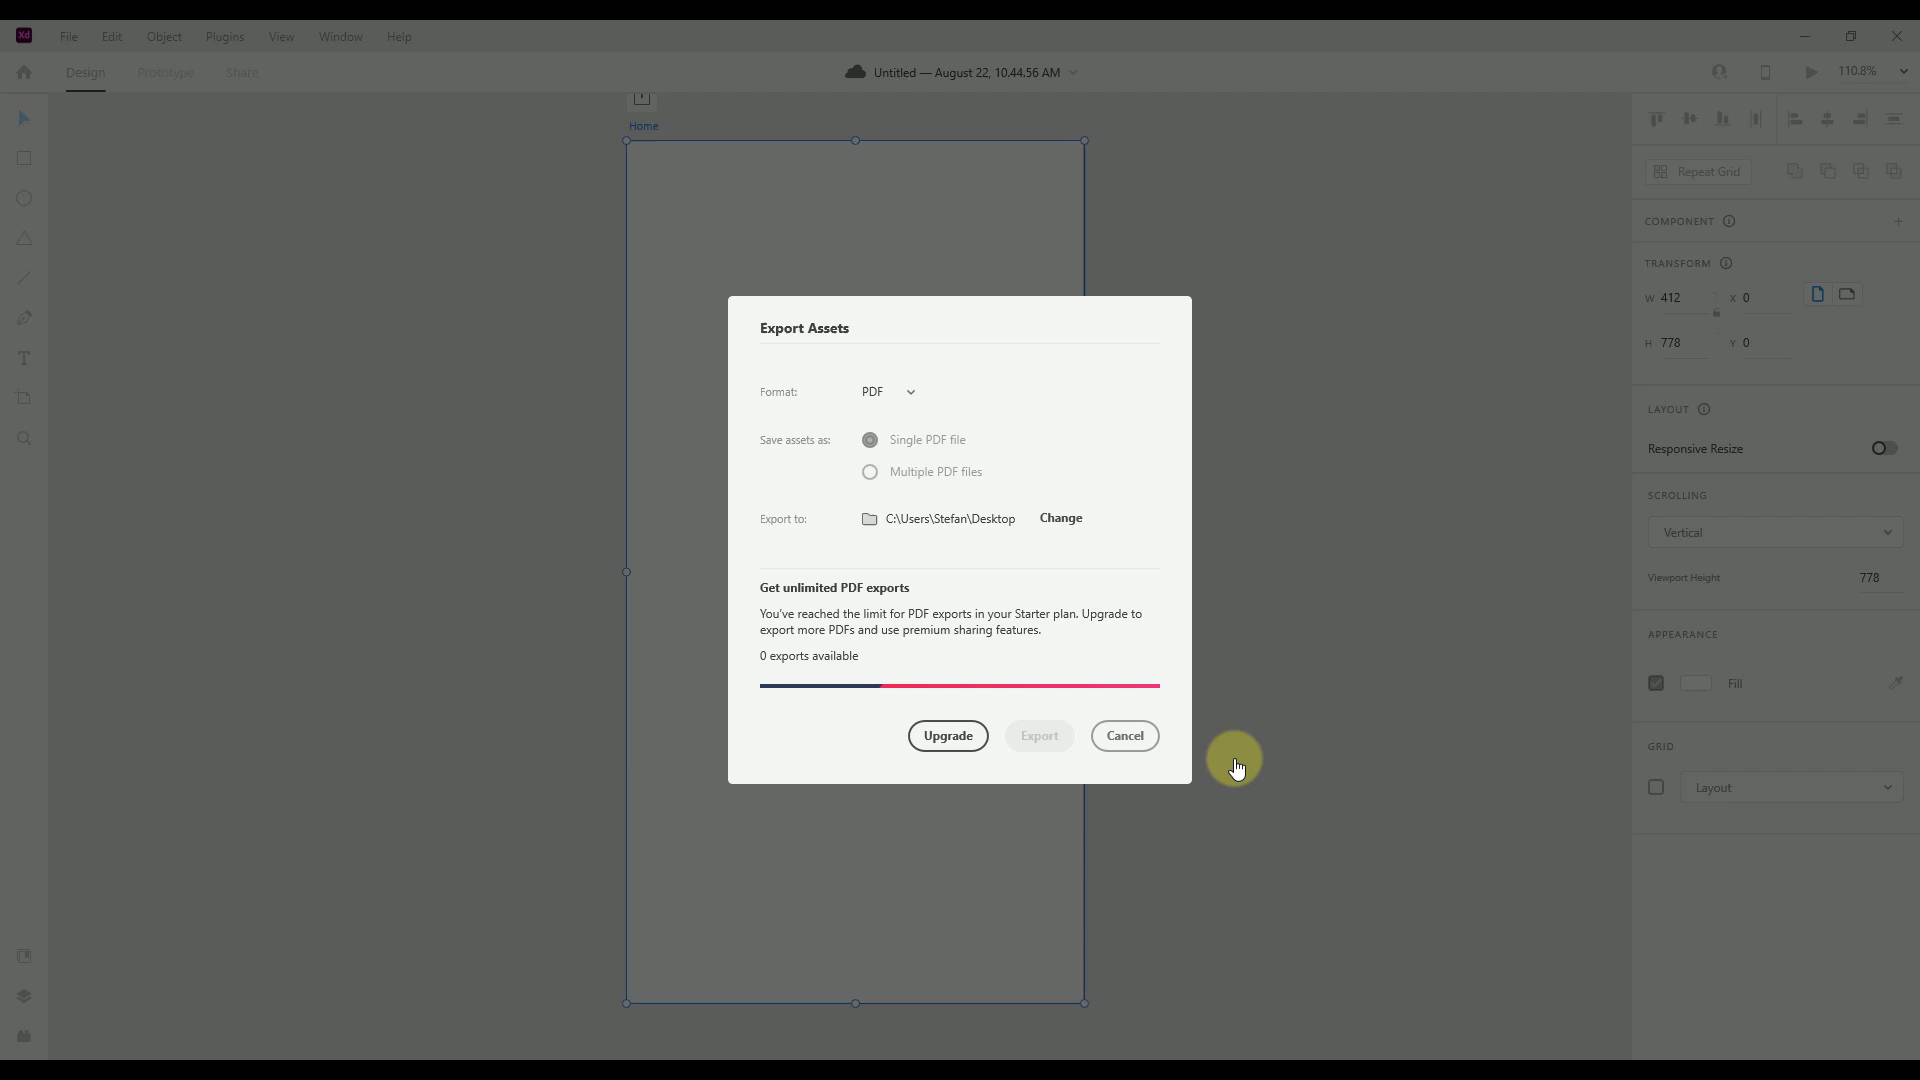 Xd File Edit Object Plugins View Window Help
Design Prototype Share Untitled — August 22, 10.44.56 AM 110.8%
Home
Repeat Grid
COMPONENT
TRANSFORM
W 412 X 0
H 778 Y 0
LAYOUT
Responsive Resize
SCROLLING
Vertical
Viewport Height 778
APPEARANCE
Fill
GRID
Layout
Export Assets
Format: PDF
Save assets as: Single PDF file
Multiple PDF files
Export to: C:\Users\Stefan\Desktop Change
Get unlimited PDF exports
You've reached the limit for PDF exports in your Starter plan. Upgrade to
export more PDFs and use premium sharing features.
0 exports available
Upgrade Export Cancel